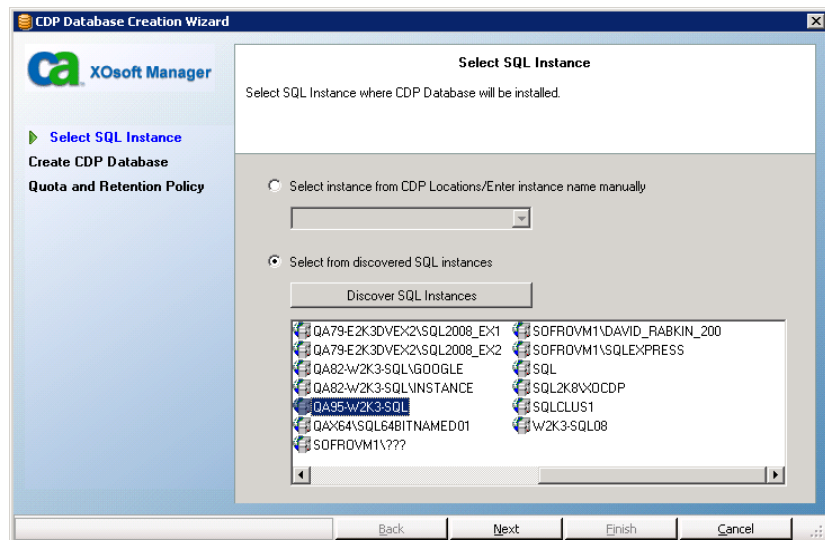 CDP Database Creation Wizard
ca
XOsoft Manager
Select SQL Instance
Create CDP Database
Quota and Retention Policy
Select SQL Instance
Select SQL Instance where CDP Database will be installed.
Select instance from CDP Locations/Enter instance name manually
Select from discovered SQL instances
Discover SQL Instances
QA79-E2K3DVEX2\SQL2008_EX1
QA79-E2K3DVEX2\SQL2008_EX2
QA82-W2K3-SQL\GOOGLE
QA82-W2K3-SQL\INSTANCE
QA95-W2K3-SQL
QAX64\SQL64BITNAMED01
SOFROVM1\???
SOFROVM1\DAVID_RABKIN_200
SOFROVM1\SQLEXPRESS
SQL
SQL2K8\XOCDP
SQLCLUS1
W2K3-SQL08
Back
Next
Finish
Cancel